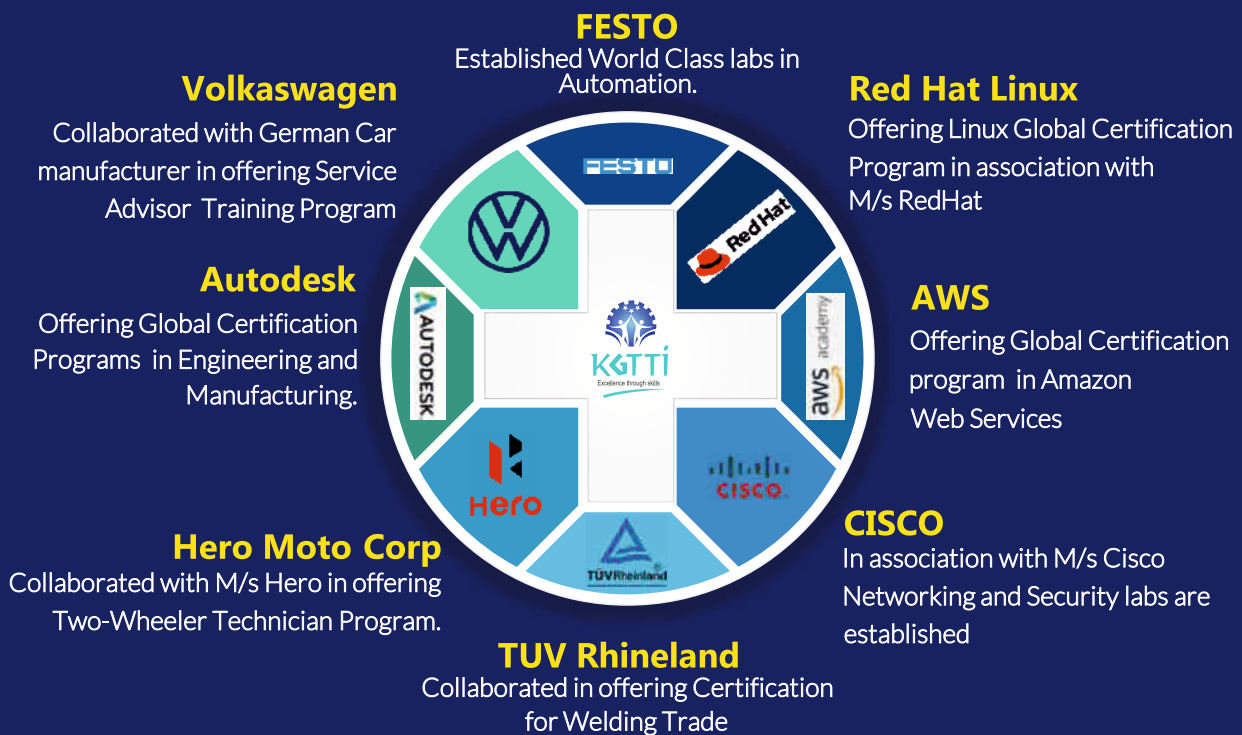 FESTO
Established World Class labs in
Automation.
Volkaswagen
Collaborated with German Car
manufacturer in offering Service
Advisor Training Program
Red Hat Linux
Offering Linux Global Certification
Program in association with
M/s RedHat
Autodesk
Offering Global Certification
Programs in Engineering and
Manufacturing.
AWS
Offering Global Certification
program in Amazon
Web Services
Hero Moto Corp
Collaborated with M/s Hero in offering
Two-Wheeler Technician Program.
CISCO
In association with M/s Cisco
Networking and Security labs are
established
TUV Rhineland
Collaborated in offering Certification
for Welding Trade
FESTO
Red Hat
AUTODESK
aws academy
KGTTI
Excellence through skills
Hero
CISCO
TÜVRheinland